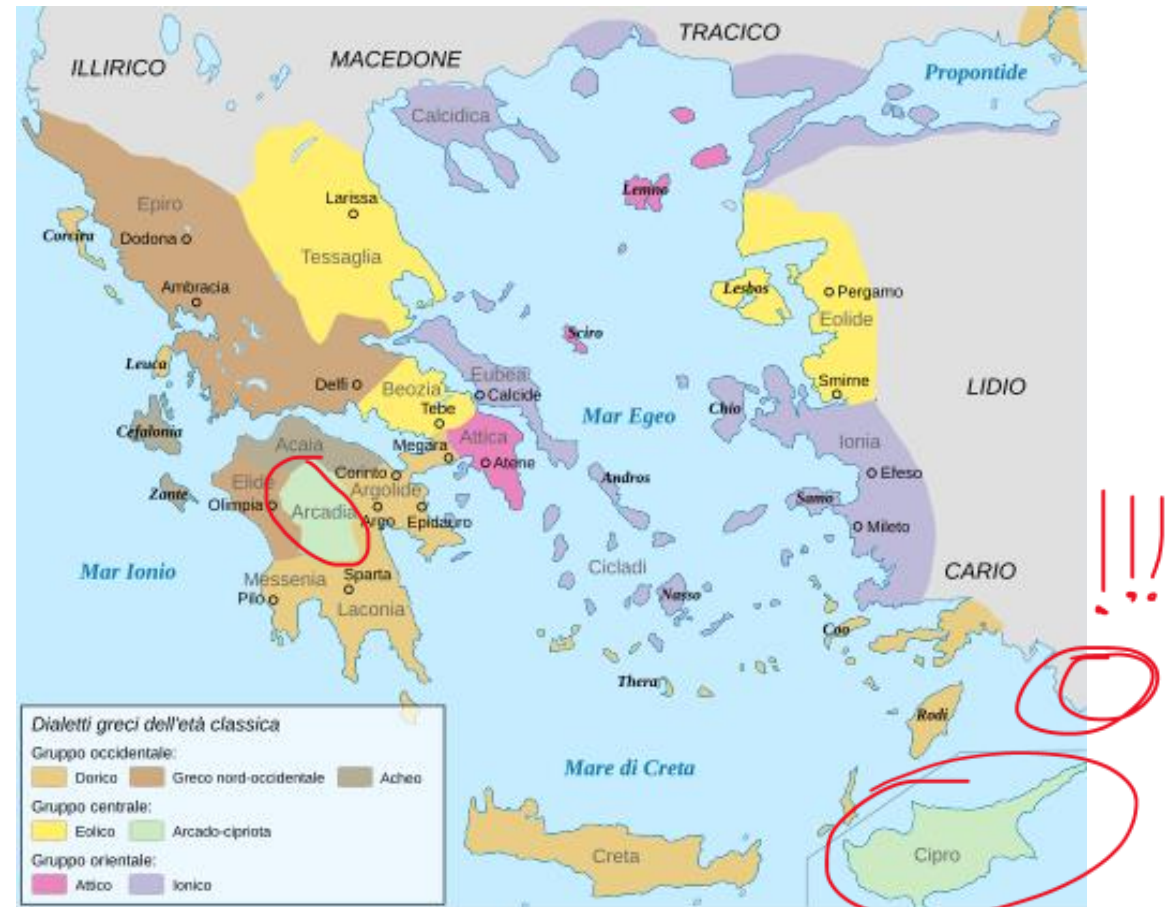 TRACICO
MACEDONE
ILLIRICO
Propontide
Calcidica
Lemno
Larissa
Epiro
Corcira
Dodona
Tessaglia
Ambracia
Lesbos
Pergamo
Eolide
Sciro
Leuca
Delfi
Beozia
Eubea
Calcide
Smirne
LIDIO
Tebe
Mar Egeo
Chio
Cefalonia
Acaia
Megara
Attica
Atene
Ionia
Corinto
Efeso
Elide
Argolide
Andros
Zante
Olimpia
Arcadia
Argo
Epidauro
Samo
Mileto
Mar Ionio
Cicladi
CARIO
Messenia
Sparta
Nasso
Pilo
Laconia
Coo
!!!
Thera
Rodi
Dialetti greci dell'età classica
Gruppo occidentale:
Dorico Greco nord-occidentale Acheo
Mare di Creta
Gruppo centrale:
Eolico Arcado-cipriota
Creta
Cipro
Gruppo orientale:
Attico Ionico